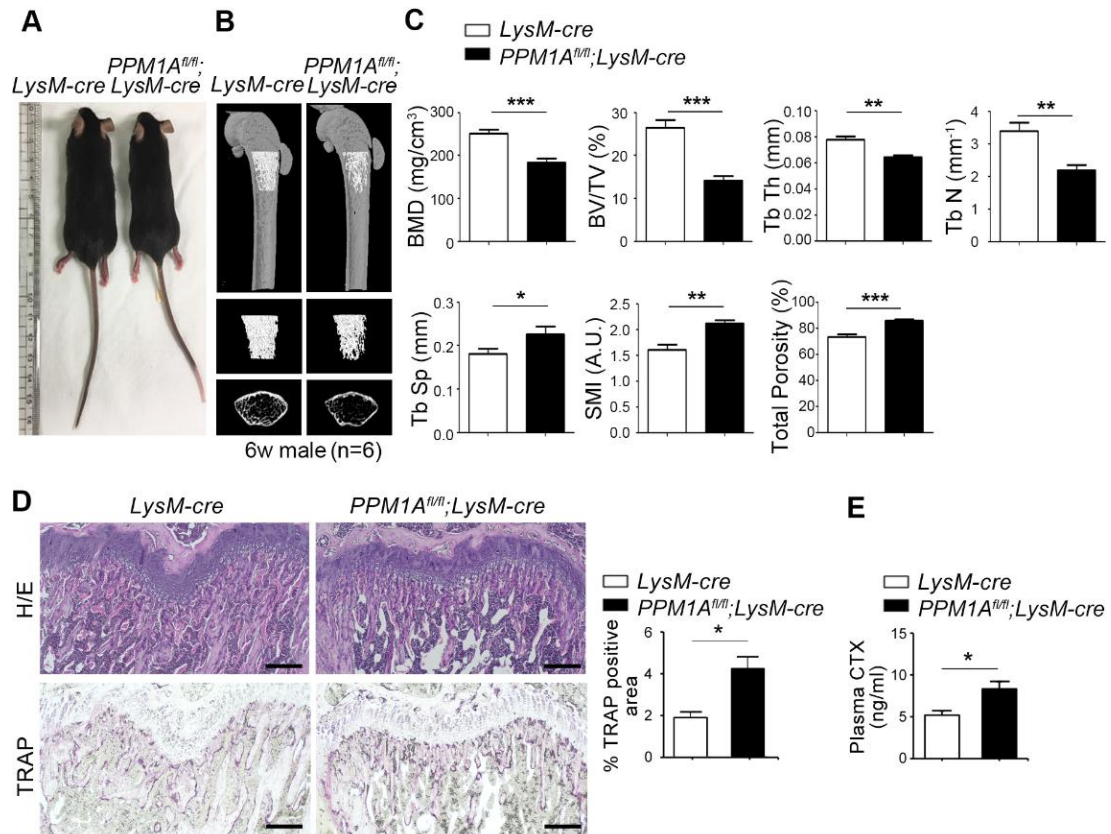 A
LysM-cre
PPM1A^fl/fl;
LysM-cre
B
LysM-cre
PPM1A^fl/fl;
LysM-cre
6w male (n=6)
C
LysM-cre
PPM1A^fl/fl;LysM-cre
BMD (mg/cm³)
300
200
100
0
***
BV/TV (%)
30
20
10
0
***
Tb Th (mm)
0.10
0.08
0.06
0.04
0.02
0.00
**
Tb N (mm⁻¹)
4
3
2
1
0
**
Tb Sp (mm)
0.3
0.2
0.1
0.0
*
SMI (A.U.)
2.5
2.0
1.5
1.0
0.5
0.0
**
Total Porosity (%)
100
80
60
40
20
0
***
D
LysM-cre
PPM1A^fl/fl;LysM-cre
H/E
TRAP
LysM-cre
PPM1A^fl/fl;LysM-cre
% TRAP positive
area
6
4
2
0
*
E
LysM-cre
PPM1A^fl/fl;LysM-cre
Plasma CTX
(ng/ml)
15
10
5
0
*